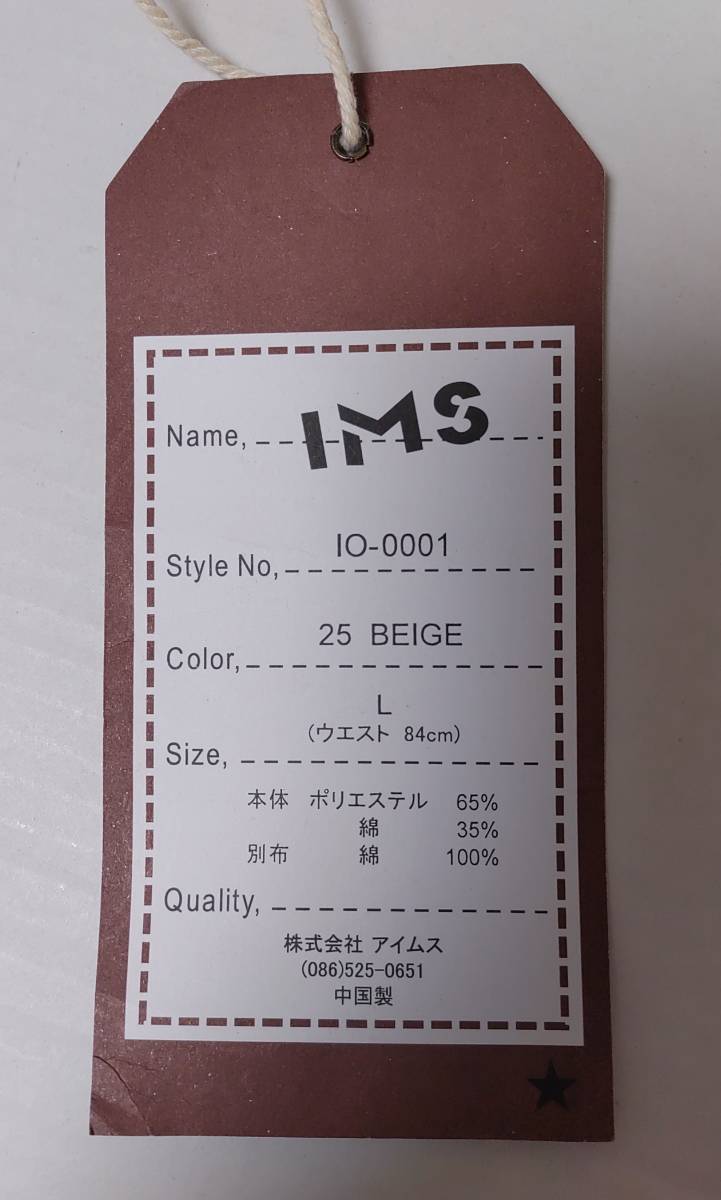 Name, IMS
Style No, IO-0001
Color, 25 BEIGE
L
(ウエスト 84cm)
Size,
本体 ポリエステル 65%
綿 35%
別布 綿 100%
Quality,
株式会社 アイムス
(086)525-0651
中国製